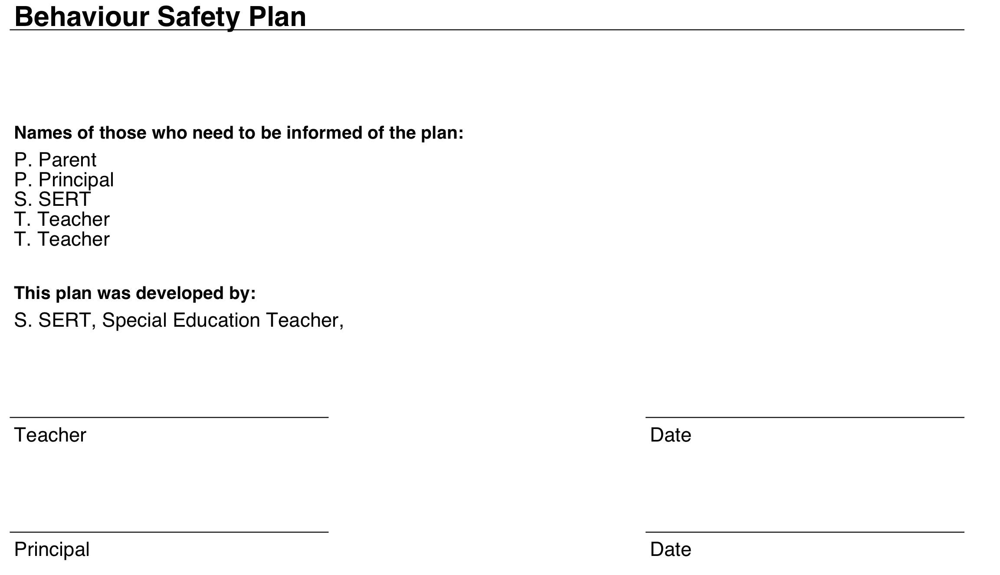 Behaviour Safety Plan
Names of those who need to be informed of the plan:
P. Parent
P. Principal
S. SERT
T. Teacher
T. Teacher
This plan was developed by:
S. SERT, Special Education Teacher,
Teacher Date
Principal Date